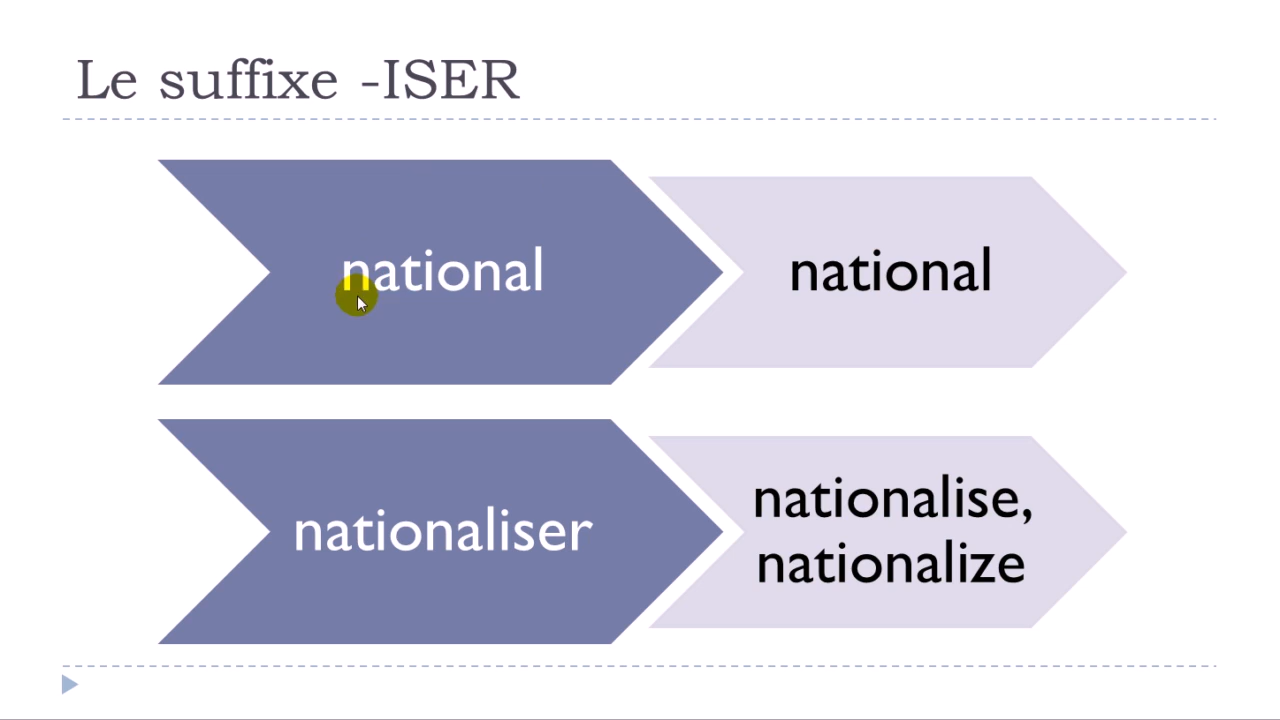 Le suffixe -ISER
national
national
nationaliser
nationalise,
nationalize